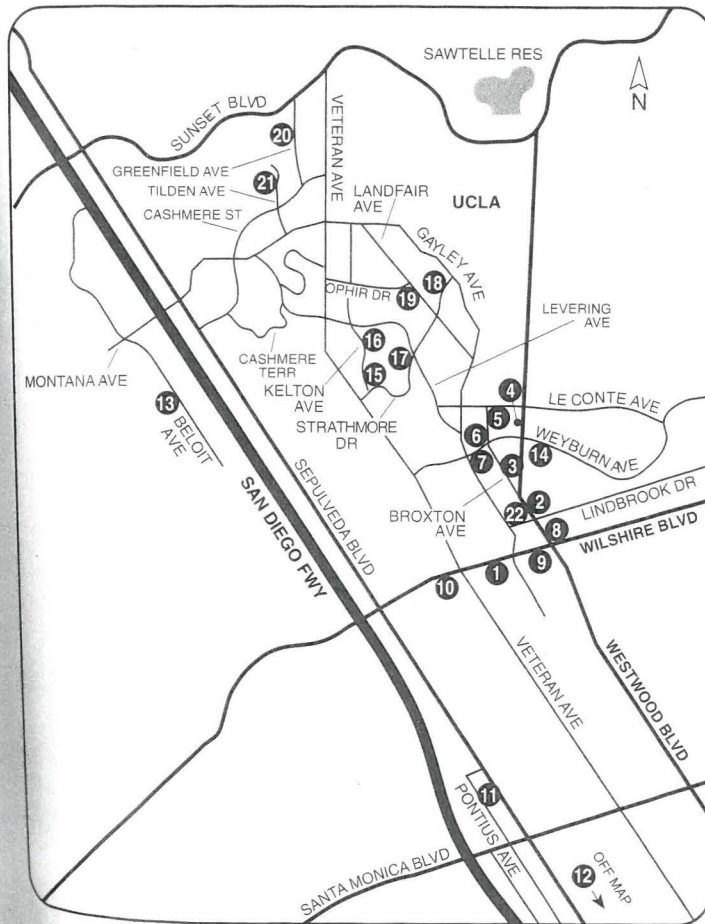 SAWTELLE RES
N
SUNSET BLVD
VETERAN AVE
20
GREENFIELD AVE
21
TILDEN AVE
CASHMERE ST
LANDFAIR
AVE
UCLA
GAYLEY AVE
18
OPHIR DR
19
LEVERING
AVE
16
17
15
CASHMERE
TERR
KELTON
AVE
STRATHMORE
DR
MONTANA AVE
13
BELOIT
AVE
4
LE CONTE AVE
5
6
WEYBURN AVE
7
3
14
BROXTON
AVE
2
22
LINDBROOK DR
8
WILSHIRE BLVD
9
1
10
SEPULVEDA BLVD
SAN DIEGO FWY
VETERAN AVE
WESTWOOD BLVD
11
PONTIUS AVE
SANTA MONICA BLVD
12
OFF MAP